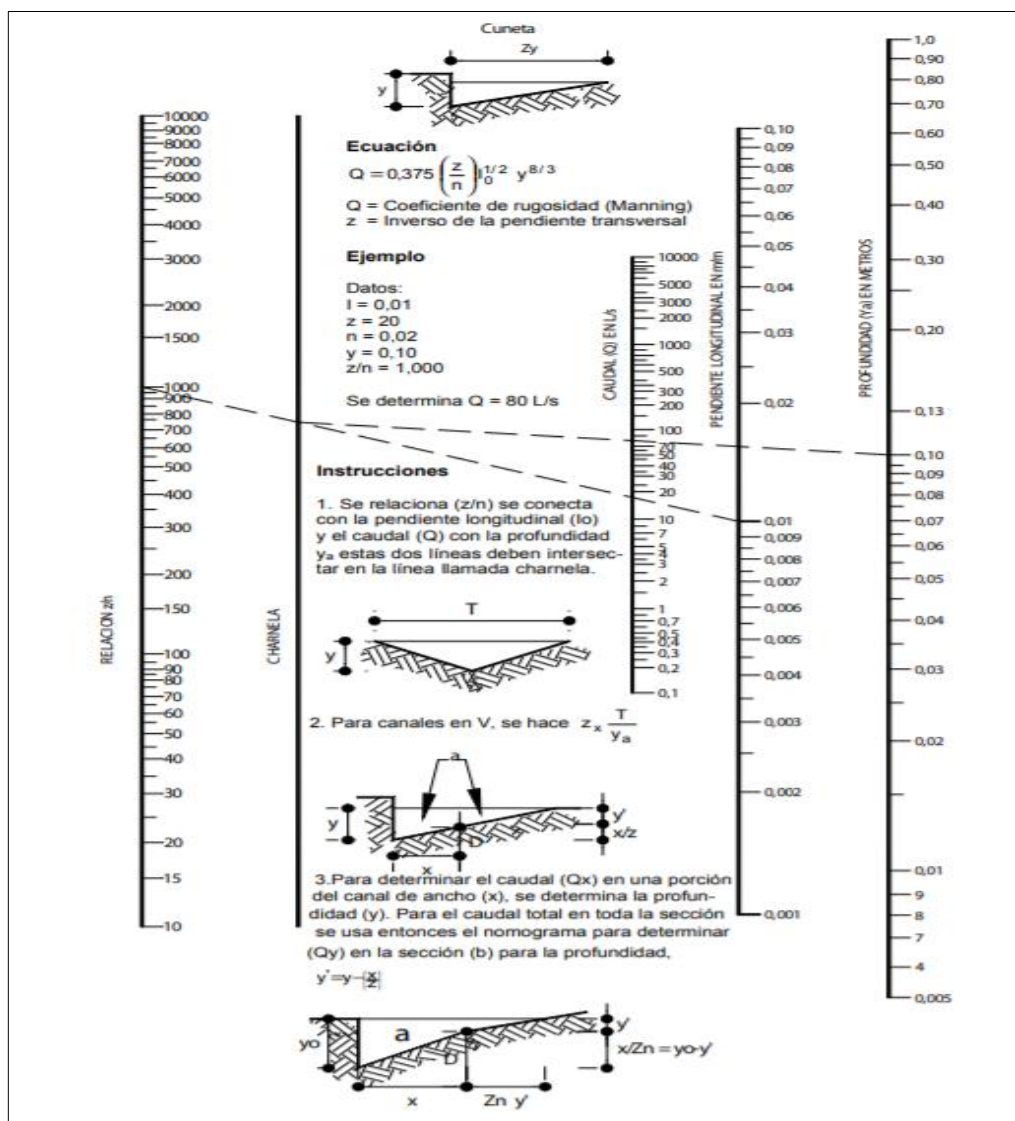 Cuneta
Zy
y
Ecuación
Q = 0,375 (z/n) I₀^1/2 y^8/3
Q = Coeficiente de rugosidad (Manning)
z = Inverso de la pendiente transversal
Ejemplo
Datos:
I = 0,01
z = 20
n = 0,02
y = 0,10
z/n = 1,000
Se determina Q = 80 L/s
Instrucciones
1. Se relaciona (z/n) se conecta
con la pendiente longitudinal (Io)
y el caudal (Q) con la profundidad
yₐ estas dos líneas deben intersec-
tar en la línea llamada charnela.
T
y
2. Para canales en V, se hace zₓ T/yₐ
a
y
D
x
y'
x/z
3.Para determinar el caudal (Qx) en una porción
del canal de ancho (x), se determina la profun-
didad (y). Para el caudal total en toda la sección
se usa entonces el nomograma para determinar
(Qy) en la sección (b) para la profundidad,
y'=y-|x/z|
yo
a
D
x
Zn y'
y'
x/Zn = yo-y'
RELACION z/n
10000
9000
8000
7000
6000
5000
4000
3000
2000
1500
1000
900
800
700
600
500
400
300
200
150
100
90
80
70
60
50
40
30
20
15
10
CHARNELA
CAUDAL (Q) EN L/s
10000
5000
3000
2000
1000
500
300
200
100
70
50
40
30
20
10
7
5
4
3
2
1
0,7
0,5
0,4
0,3
0,2
0,1
PENDIENTE LONGITUDINAL EN m/m
0,10
0,09
0,08
0,07
0,06
0,05
0,04
0,03
0,02
0,01
0,009
0,008
0,007
0,006
0,005
0,004
0,003
0,002
0,001
PROFUNDIDAD (Ya) EN METROS
1,0
0,90
0,80
0,70
0,60
0,50
0,40
0,30
0,20
0,13
0,10
0,09
0,08
0,07
0,06
0,05
0,04
0,03
0,02
0,01
9
8
7
4
0,005